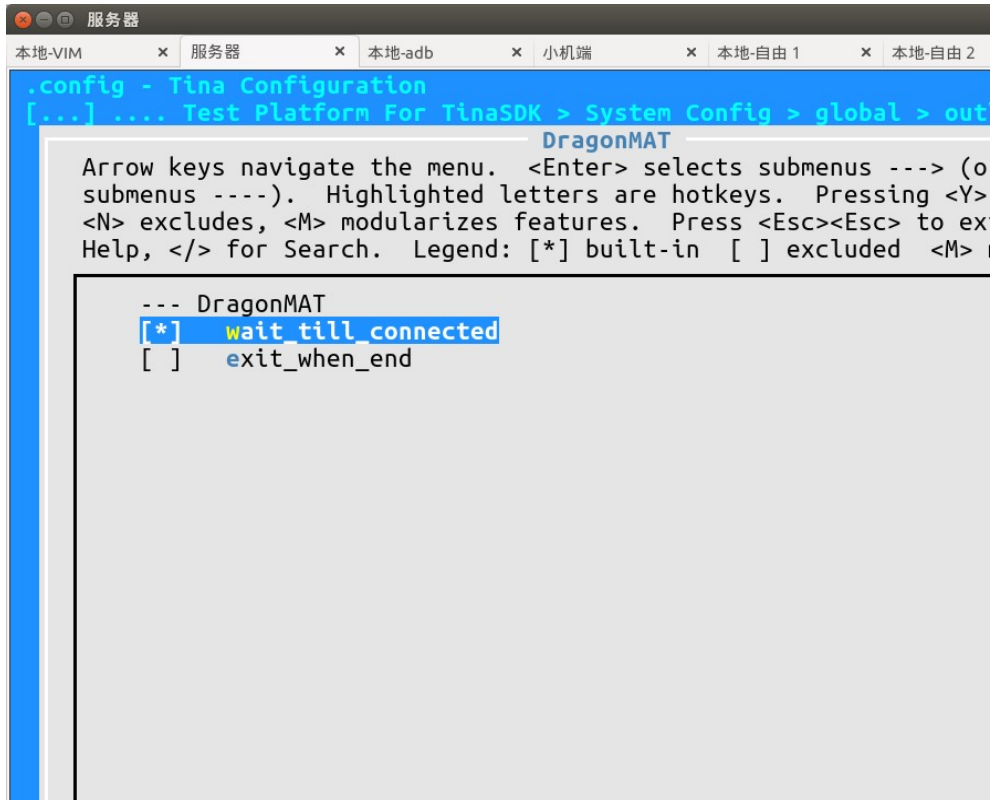 服务器
本地-VIM × 服务器 × 本地-adb × 小机端 × 本地-自由 1 × 本地-自由 2
.config - Tina Configuration
[...] .... Test Platform For TinaSDK > System Config > global > out
DragonMAT
Arrow keys navigate the menu. <Enter> selects submenus ---> (o
submenus ----). Highlighted letters are hotkeys. Pressing <Y>
<N> excludes, <M> modularizes features. Press <Esc><Esc> to ex
Help, </> for Search. Legend: [*] built-in [ ] excluded <M>
--- DragonMAT
[*] wait_till_connected
[ ] exit_when_end